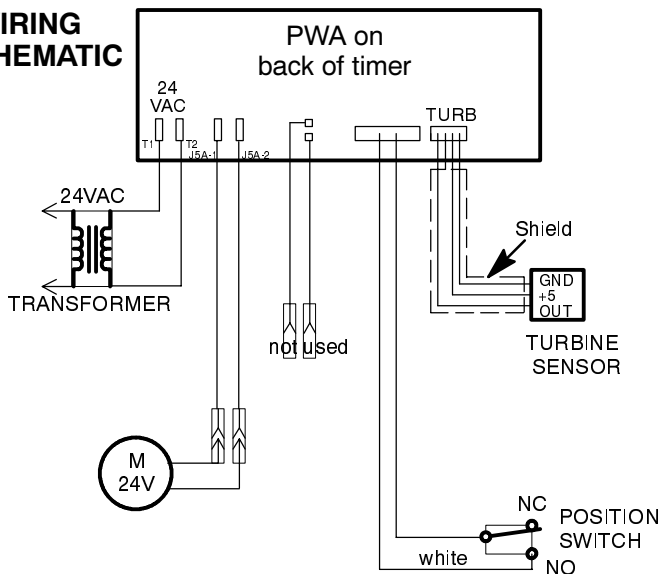 IRING
HEMATIC
PWA on
back of timer
24
VAC
TURB
T1
T2
J5A-1
J5A-2
24VAC
TRANSFORMER
Shield
GND
+5
OUT
TURBINE
SENSOR
not used
M
24V
NC
POSITION
SWITCH
white
NO